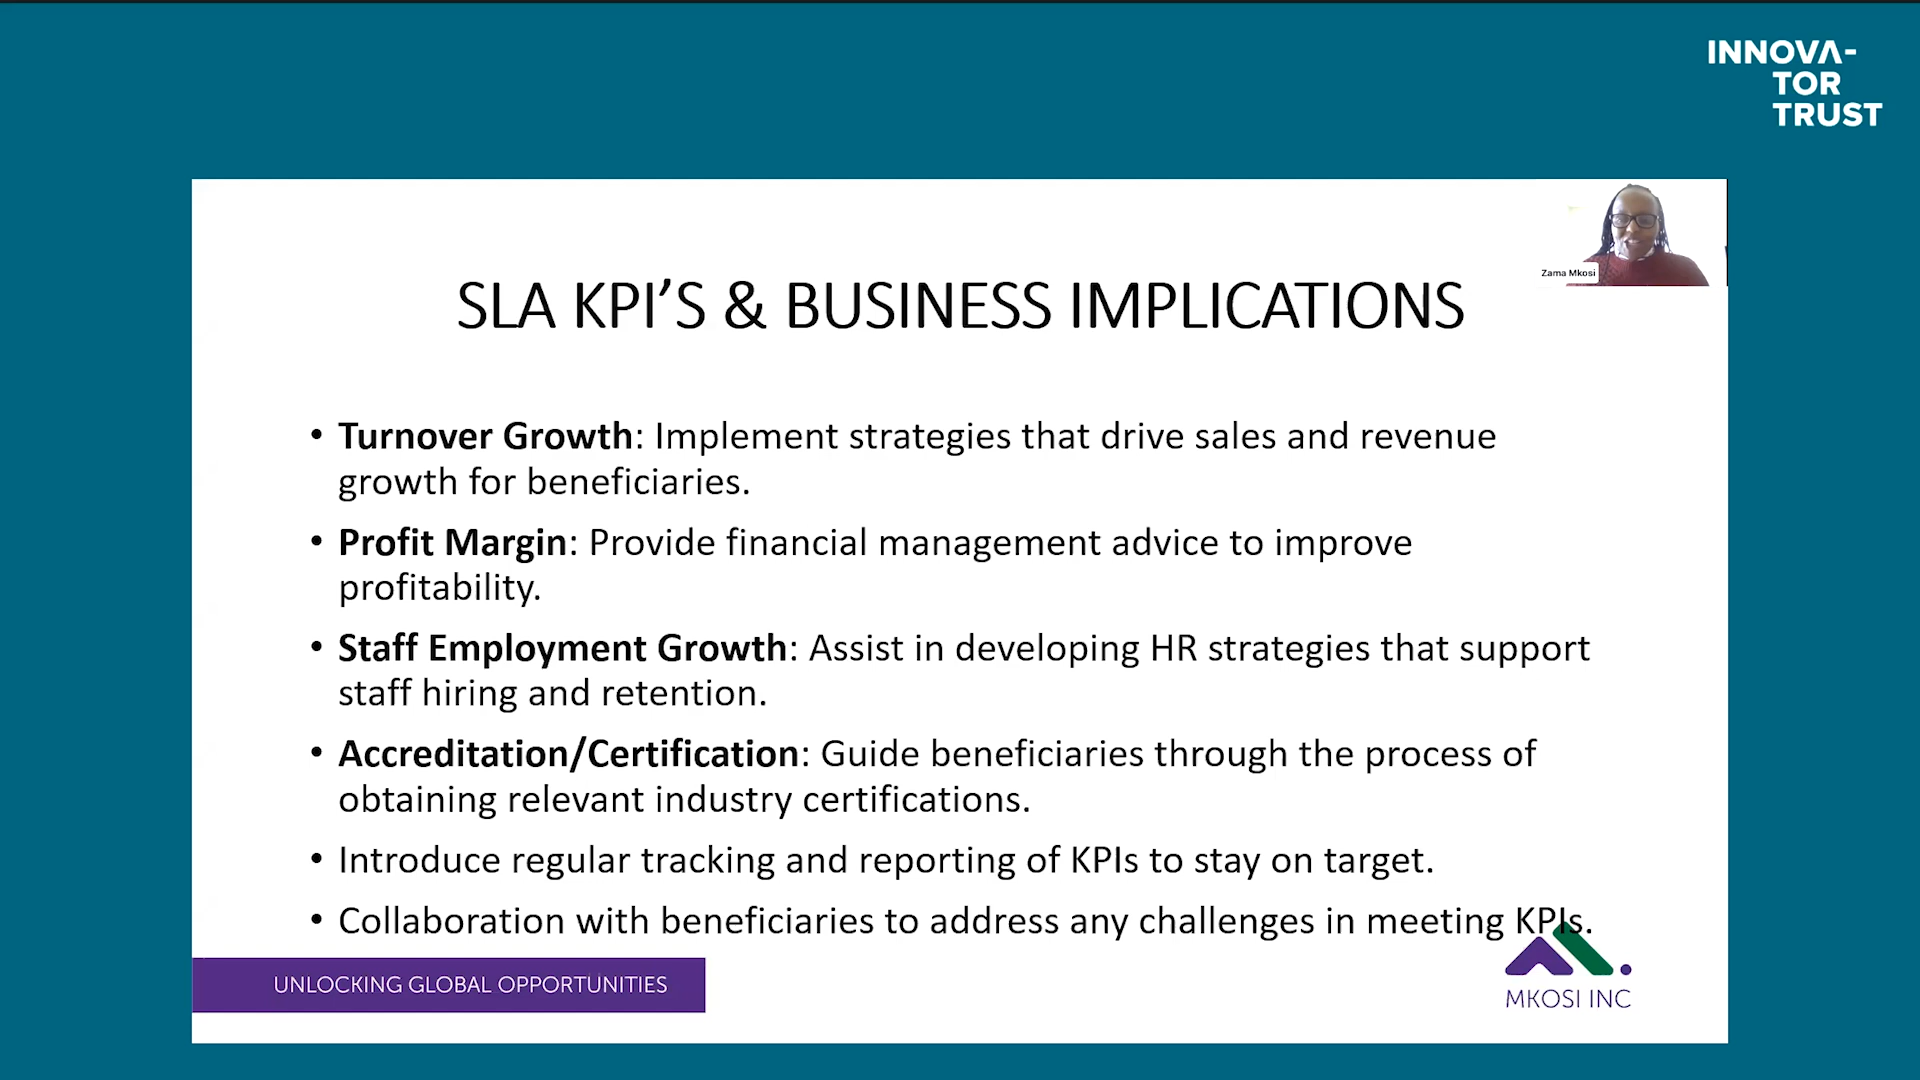 INNOVA-
TOR
TRUST
Zama Mkosi
SLA KPI’S & BUSINESS IMPLICATIONS
• Turnover Growth: Implement strategies that drive sales and revenue
growth for beneficiaries.
• Profit Margin: Provide financial management advice to improve
profitability.
• Staff Employment Growth: Assist in developing HR strategies that support
staff hiring and retention.
• Accreditation/Certification: Guide beneficiaries through the process of
obtaining relevant industry certifications.
• Introduce regular tracking and reporting of KPIs to stay on target.
• Collaboration with beneficiaries to address any challenges in meeting KPIs.
UNLOCKING GLOBAL OPPORTUNITIES
MKOSI INC